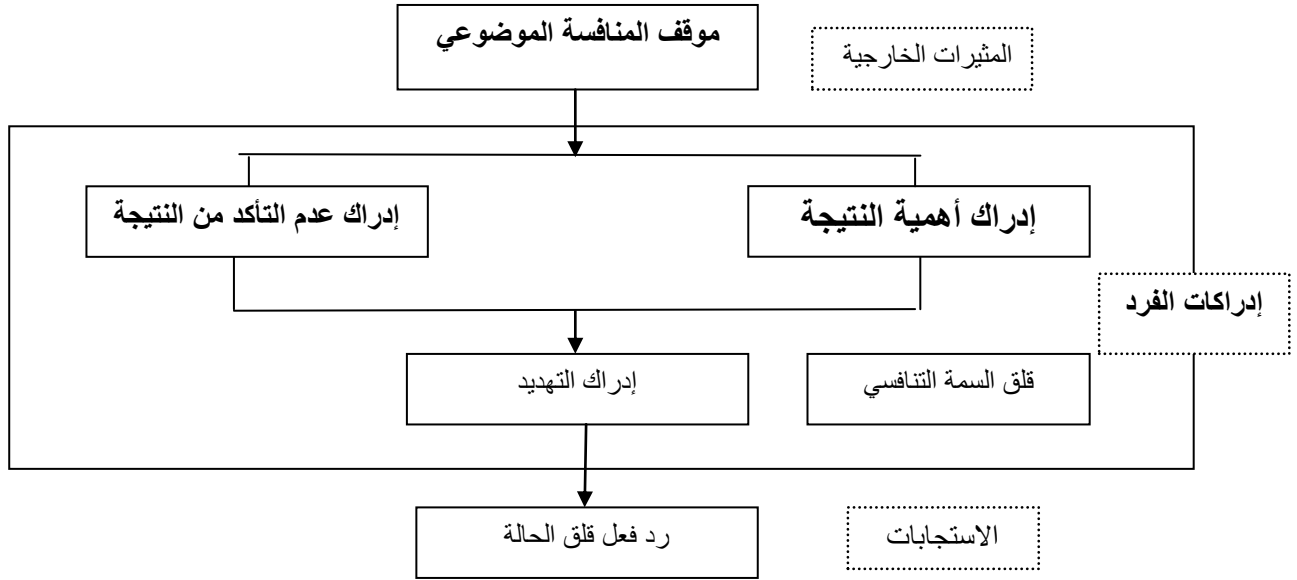 موقف المنافسة الموضوعي
المثيرات الخارجية
إدراك أهمية النتيجة
إدراك عدم التأكد من النتيجة
إدراكات الفرد
قلق السمة التنافسي
إدراك التهديد
الاستجابات
رد فعل قلق الحالة